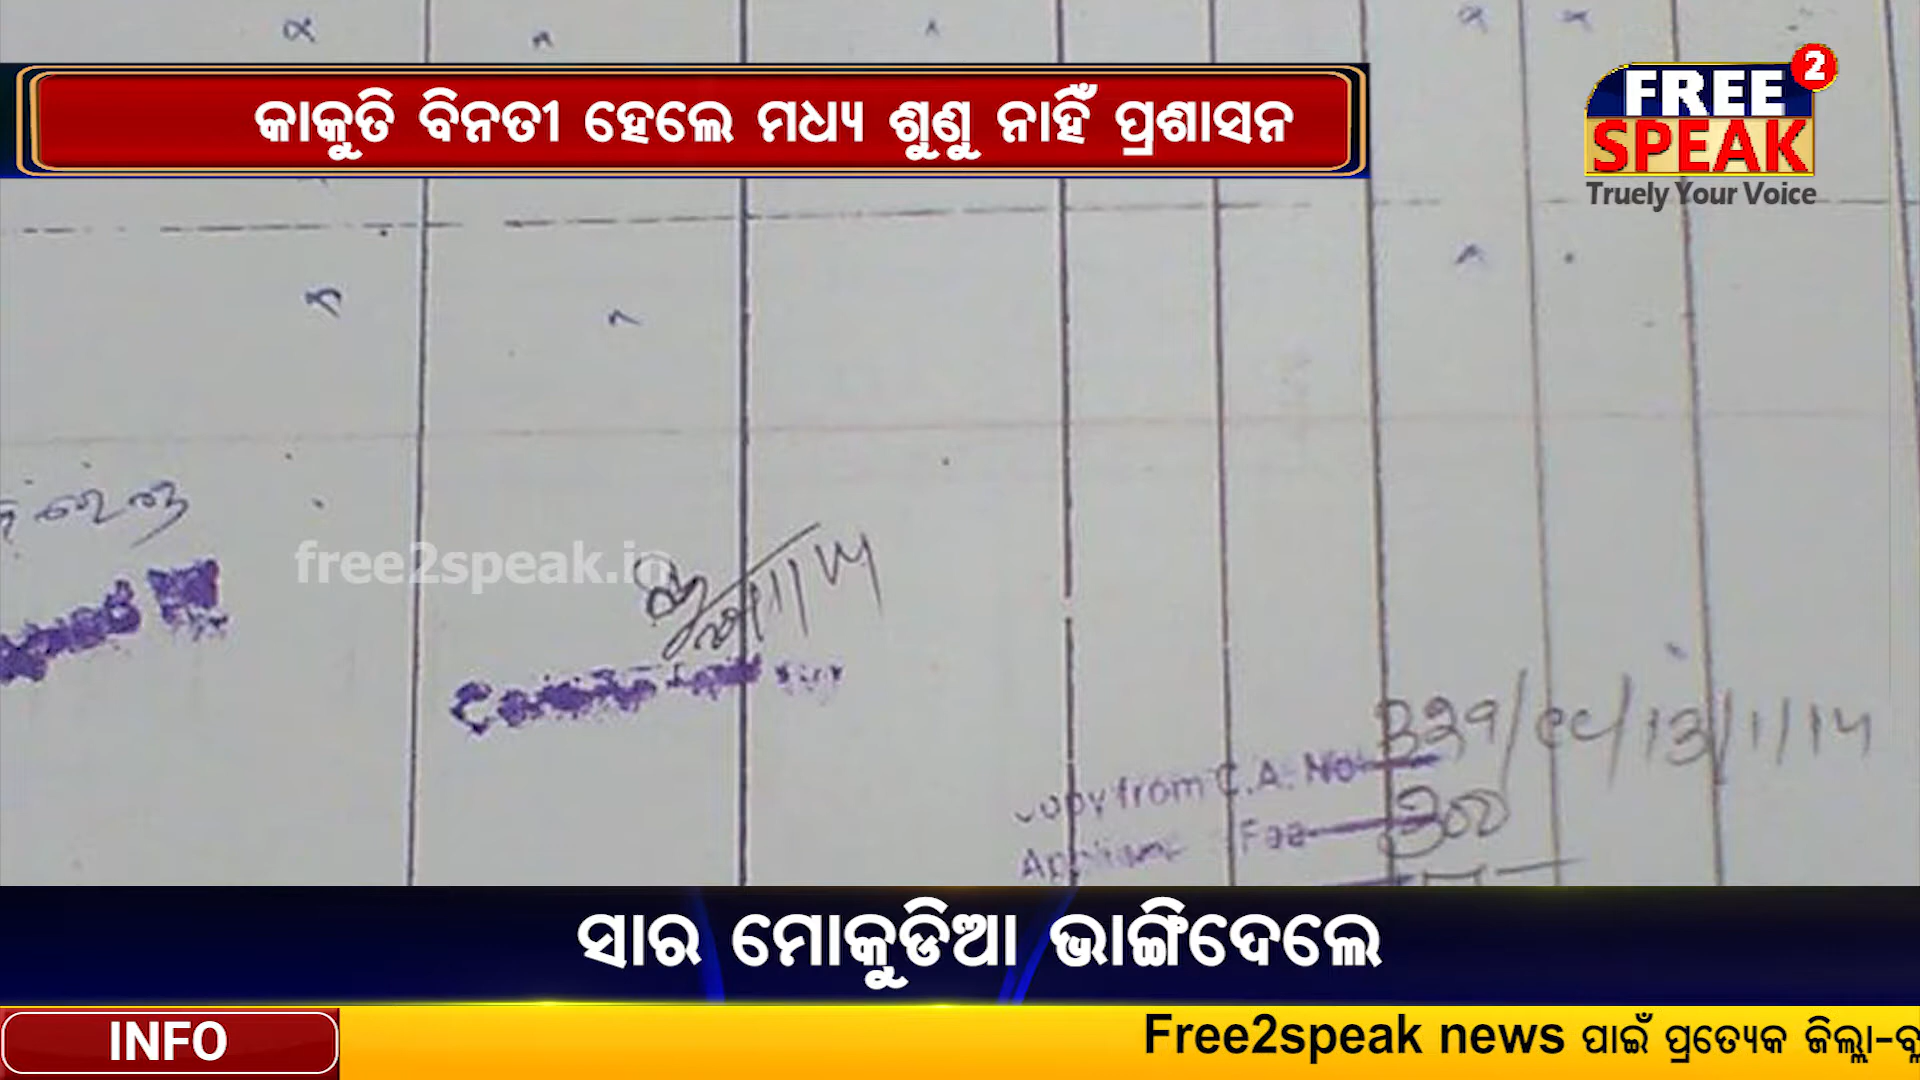 କାକୁତି ବିନତୀ ହେଲେ ମଧ୍ୟ ଶୁଣୁ ନାହିଁ ପ୍ରଶାସନ
FREE 2
SPEAK
Truely Your Voice
free2speak.in
Copy from C.A. No
Fee 300
ସାର ମୋକୁଡିଆ ଭାଙ୍ଗିଦେଲେ
INFO
Free2speak news ପାଇଁ ପ୍ରତ୍ୟେକ ଜିଲ୍ଲା-